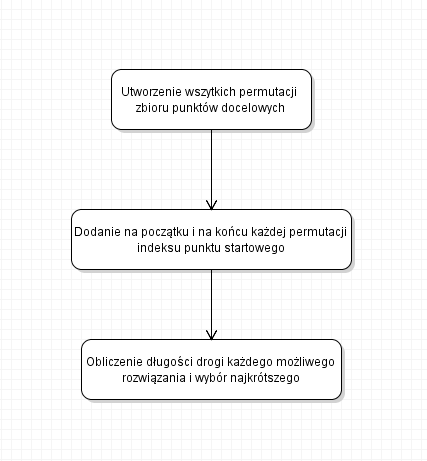 Utworzenie wszytkich permutacji
zbioru punktów docelowych
Dodanie na początku i na końcu każdej permutacji
indeksu punktu startowego
Obliczenie długości drogi każdego możliwego
rozwiązania i wybór najkrótszego